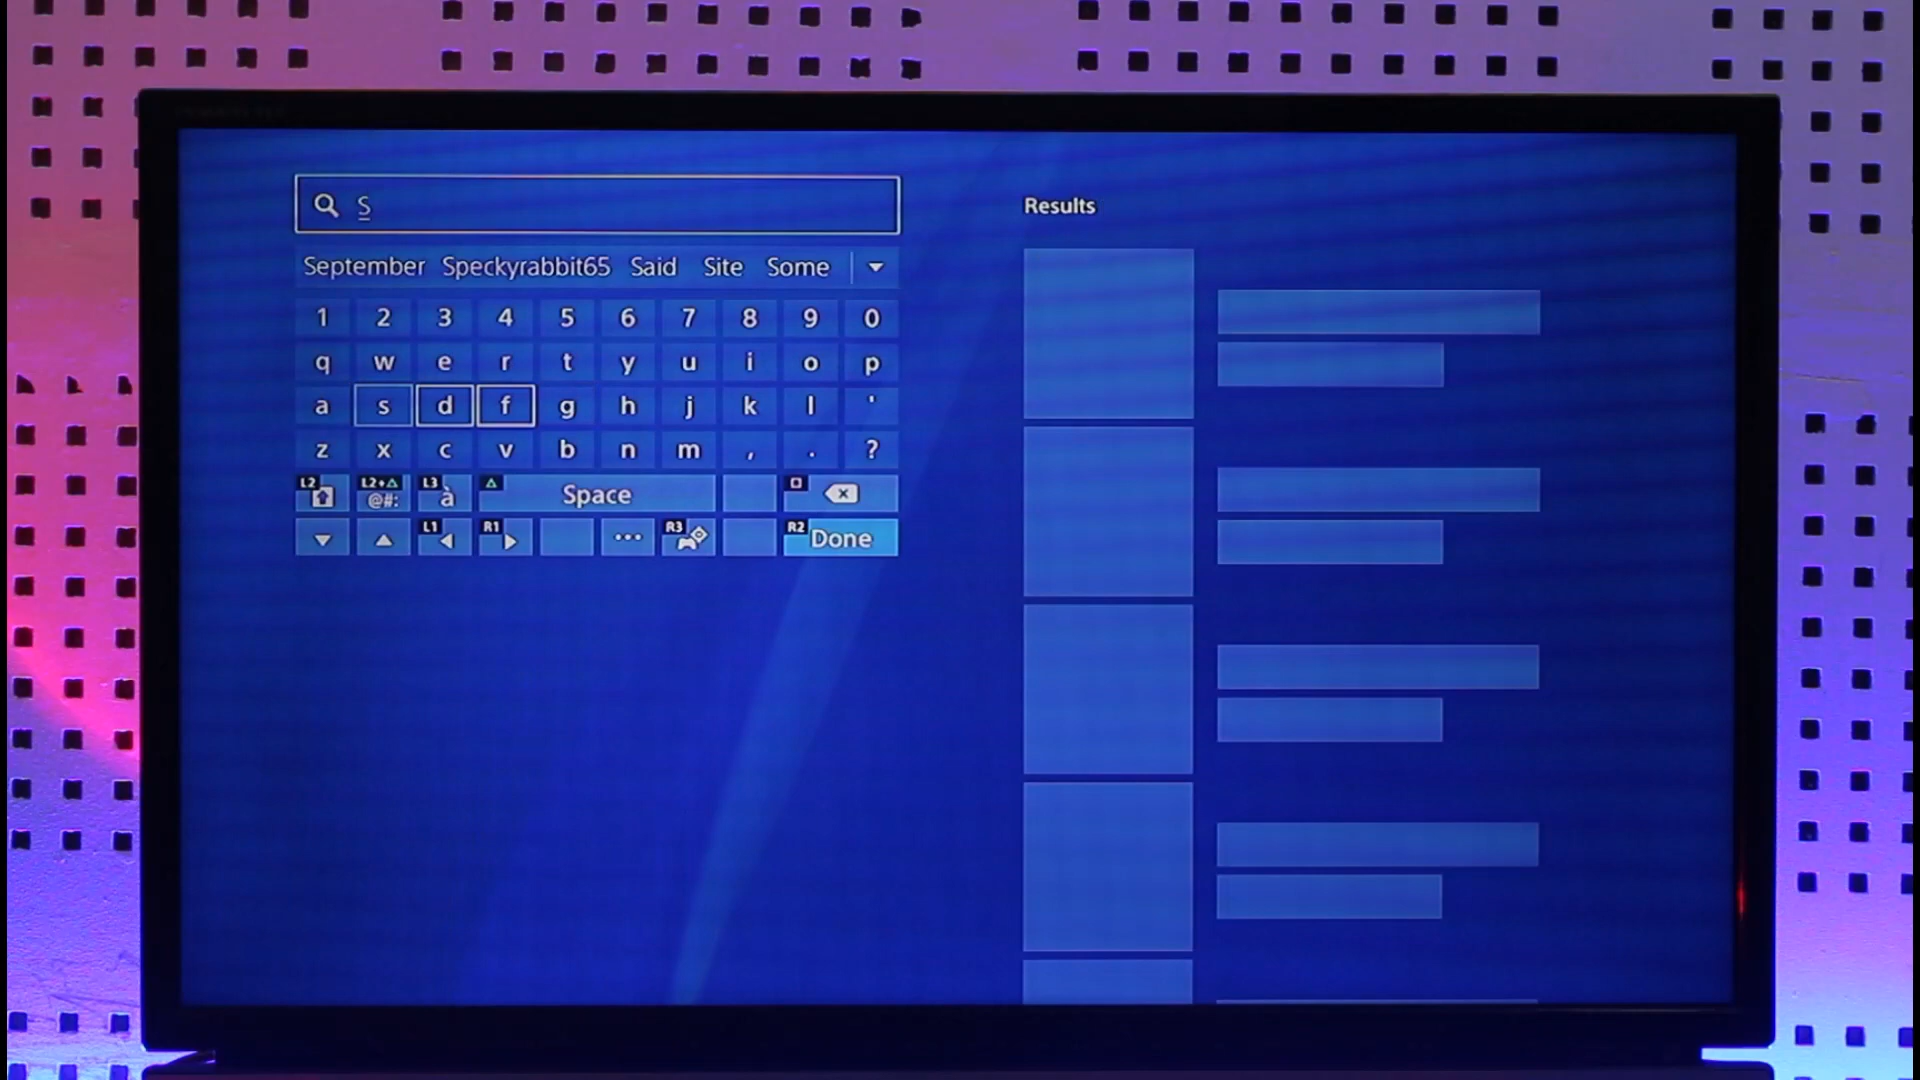 S
Results
September Speckyrabbit65 Said Site Some
1 2 3 4 5 6 7 8 9 0
q w e r t y u i o p
a s d f g h j k l '
z x c v b n m , . ?
L2 L2+△ @#: L3 à △ Space
L1 R1 ... R3 R2 Done